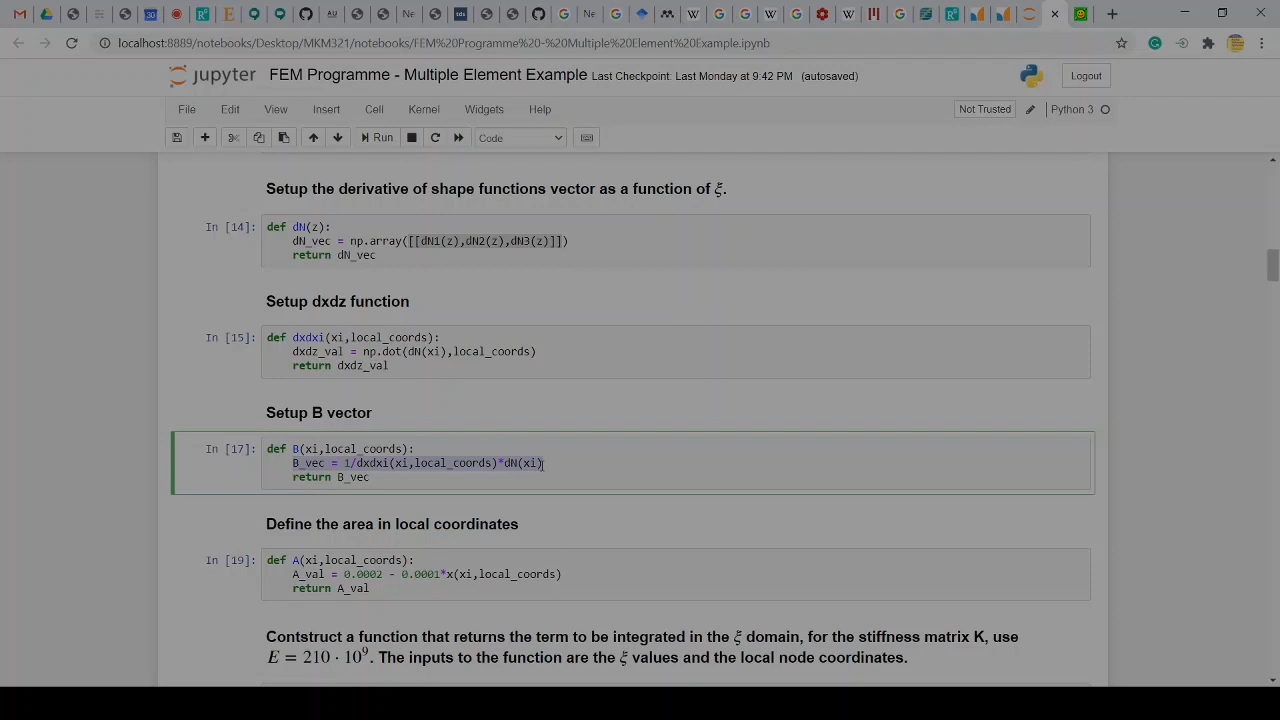 Ne
tds
Ne
W
W
W
localhost:8889/notebooks/Desktop/MKM321/notebooks/FEM%20Programme%20-%20Multiple%20Element%20Example.ipynb
jupyter FEM Programme - Multiple Element Example Last Checkpoint: Last Monday at 9:42 PM (autosaved) Logout
File Edit View Insert Cell Kernel Widgets Help Not Trusted Python 3
Run Code
Setup the derivative of shape functions vector as a function of ξ.
In [14]: def dN(z):
dN_vec = np.array([[dN1(z),dN2(z),dN3(z)]])
return dN_vec
Setup dxdz function
In [15]: def dxdxi(xi,local_coords):
dxdz_val = np.dot(dN(xi),local_coords)
return dxdz_val
Setup B vector
In [17]: def B(xi,local_coords):
B_vec = 1/dxdxi(xi,local_coords)*dN(xi)
return B_vec
Define the area in local coordinates
In [19]: def A(xi,local_coords):
A_val = 0.0002 - 0.0001*x(xi,local_coords)
return A_val
Contstruct a function that returns the term to be integrated in the ξ domain, for the stiffness matrix K, use
E = 210 · 10⁹. The inputs to the function are the ξ values and the local node coordinates.